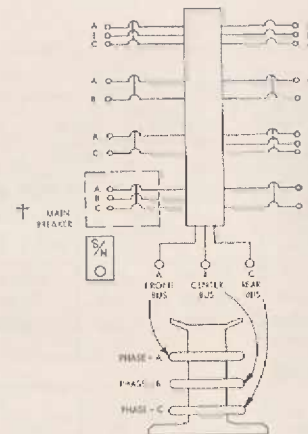 A
C
A
B
A
C
A
B
C
MAIN
BREAKER
S/N
A B C
FRONT CENTER REAR
BUS BUS BUS
PHASE - A
PHASE - B
PHASE - C